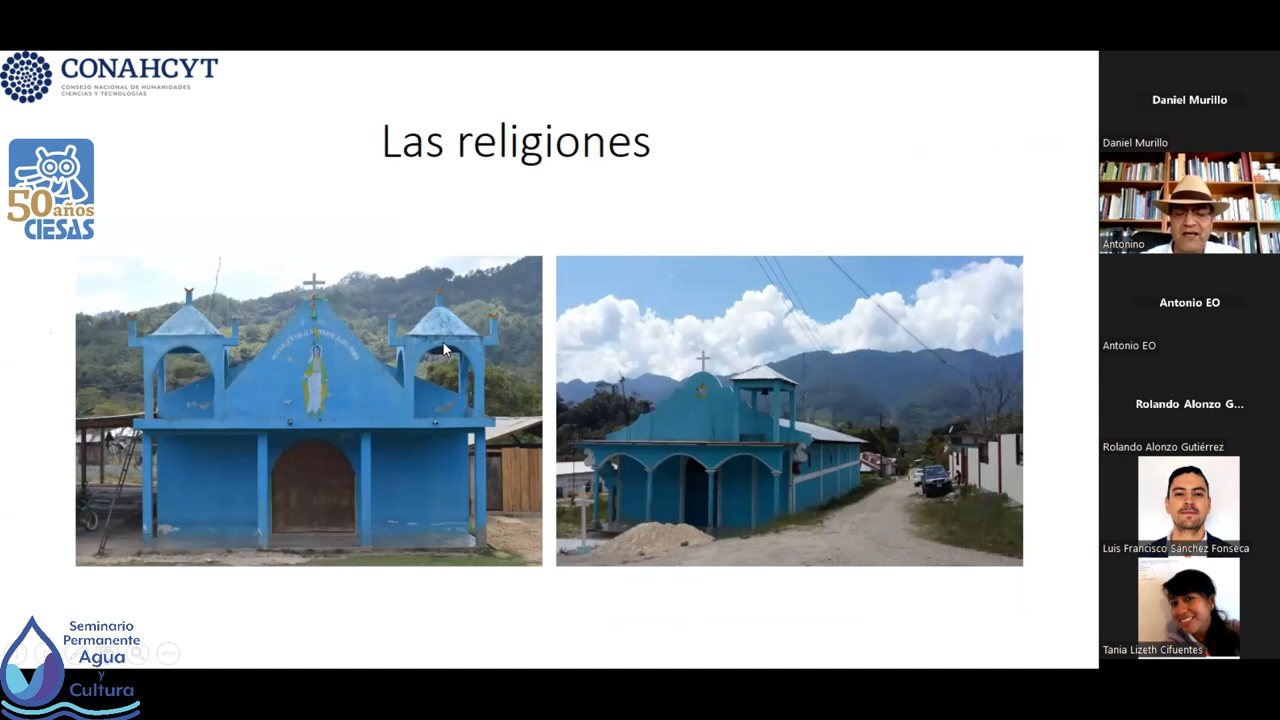 CONAHCYT
CONSEJO NACIONAL DE HUMANIDADES
CIENCIAS Y TECNOLOGÍAS
50 años
CIESAS
Las religiones
Seminario
Permanente
Agua
y
Cultura
Daniel Murillo
Daniel Murillo
Antonino
Antonio EO
Antonio EO
Rolando Alonzo G...
Rolando Alonzo Gutiérrez
Luis Francisco Sánchez Fonseca
Tania Lizeth Cifuentes